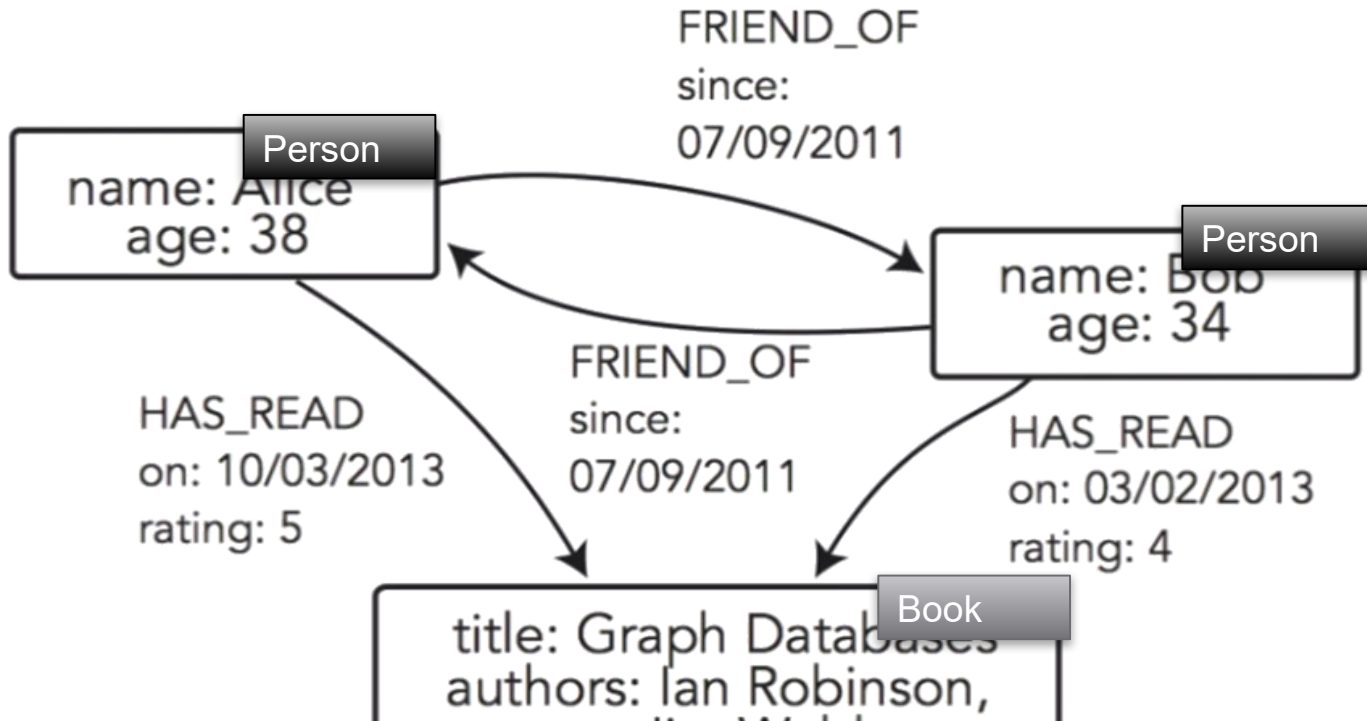 FRIEND_OF
since:
07/09/2011
Person
name: Alice
age: 38
Person
name: Bob
age: 34
FRIEND_OF
since:
07/09/2011
HAS_READ
on: 10/03/2013
rating: 5
HAS_READ
on: 03/02/2013
rating: 4
Book
title: Graph Databases
authors: Ian Robinson,